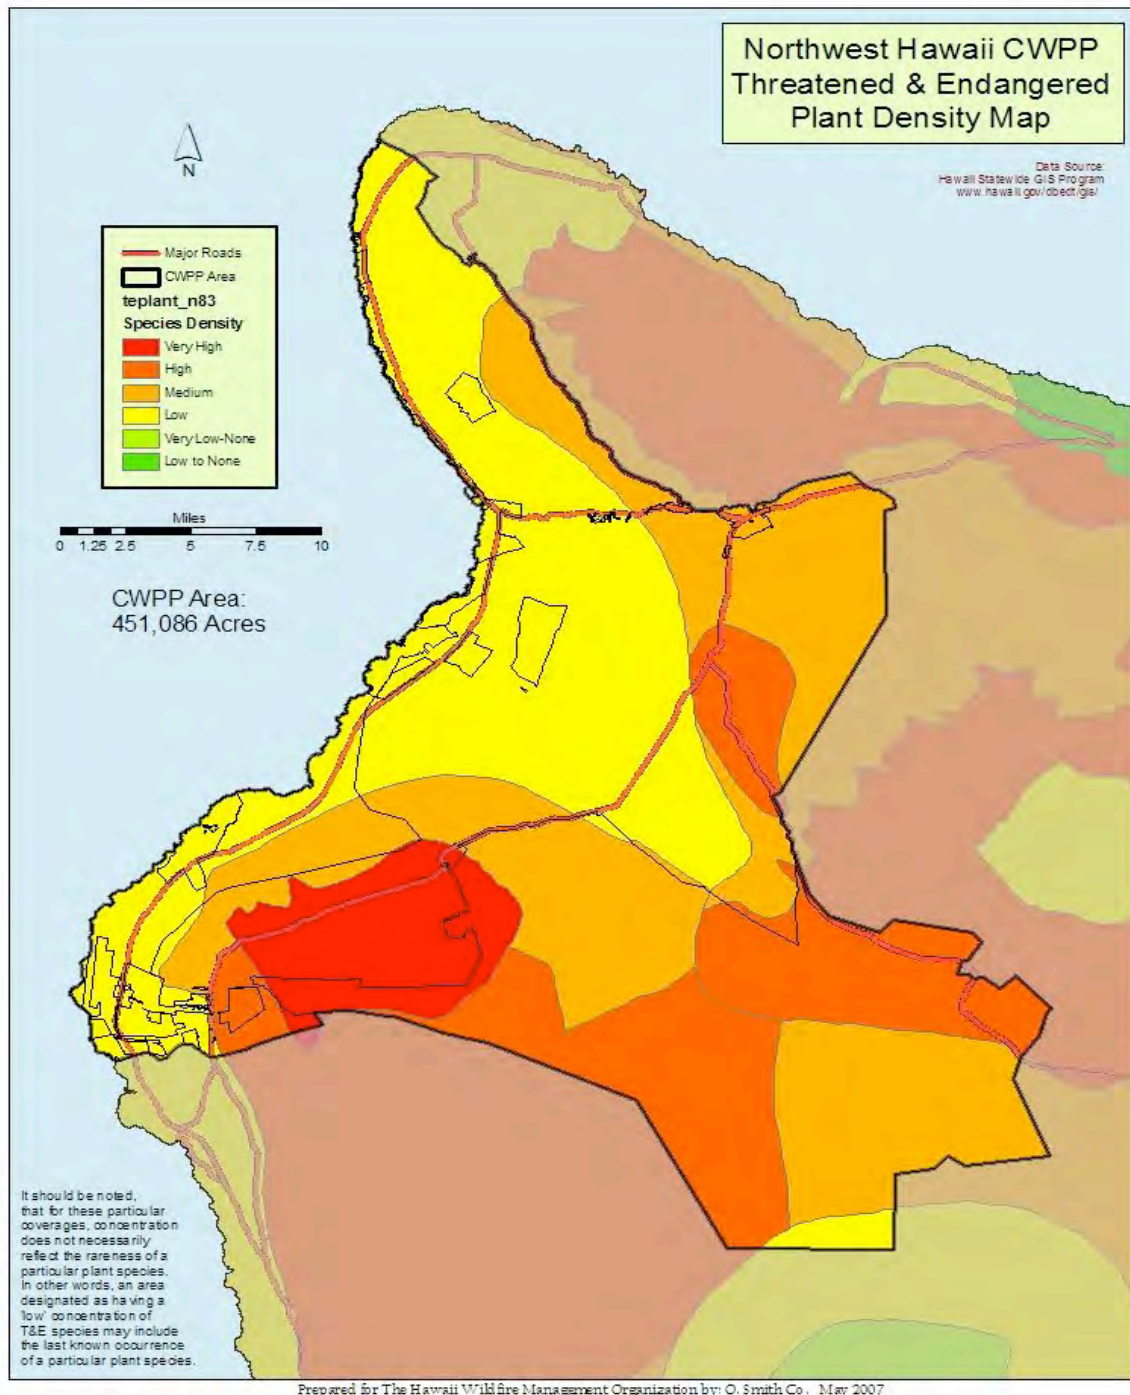 Northwest Hawaii CWPP
Threatened & Endangered
Plant Density Map
Data Source:
Hawaii Statewide GIS Program
www.hawaii.gov/dbedt/gis/
N
Major Roads
CWPP Area
teplant_n83
Species Density
Very High
High
Medium
Low
Very Low-None
Low to None
Miles
0 1.25 2.5 5 7.5 10
CWPP Area:
451,086 Acres
It should be noted,
that for these particular
coverages, concentration
does not necessarily
reflect the rareness of a
particular plant species.
In other words, an area
designated as having a
'low' concentration of
T&E species may include
the last known occurrence
of a particular plant species.
Prepared for The Hawaii Wildfire Management Organization by: O. Smith Co., May 2007